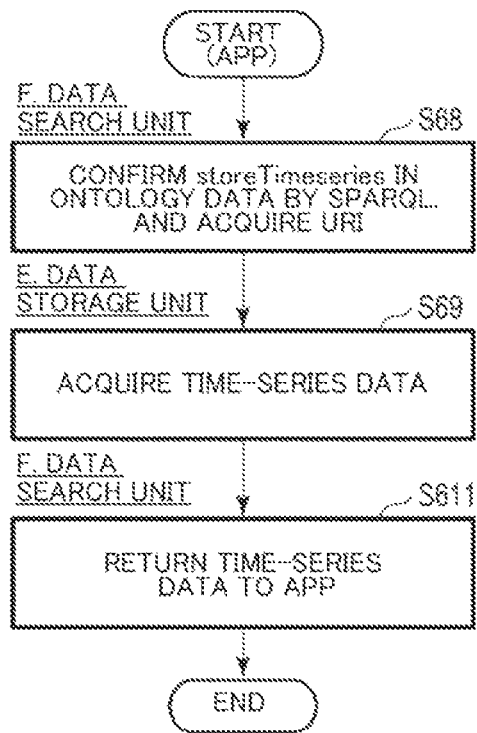 START
(APP)
F. DATA
SEARCH UNIT
S68
CONFIRM storeTimeseries IN
ONTOLOGY DATA BY SPARQL
AND ACQUIRE URI
E. DATA
STORAGE UNIT
S69
ACQUIRE TIME-SERIES DATA
F. DATA
SEARCH UNIT
S611
RETURN TIME-SERIES
DATA TO APP
END